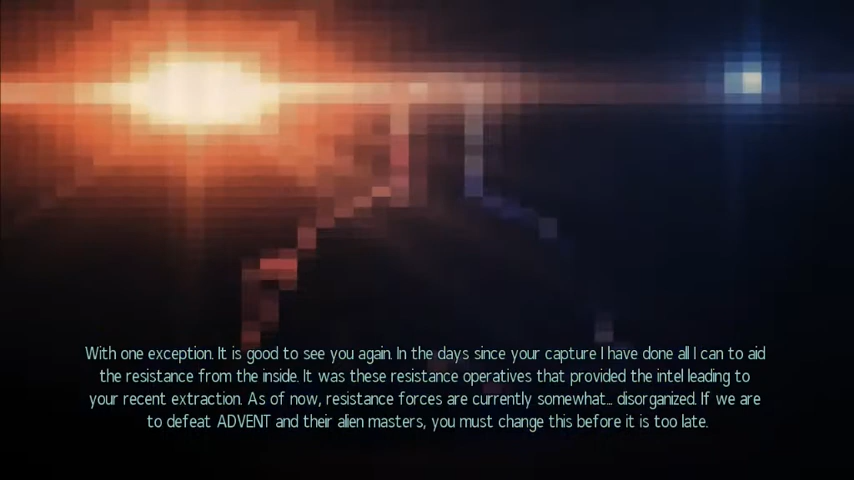 With one exception. It is good to see you again. In the days since your capture I have done all I can to aid
the resistance from the inside. It was these resistance operatives that provided the intel leading to
your recent extraction. As of now, resistance forces are currently somewhat... disorganized. If we are
to defeat ADVENT and their alien masters, you must change this before it is too late.